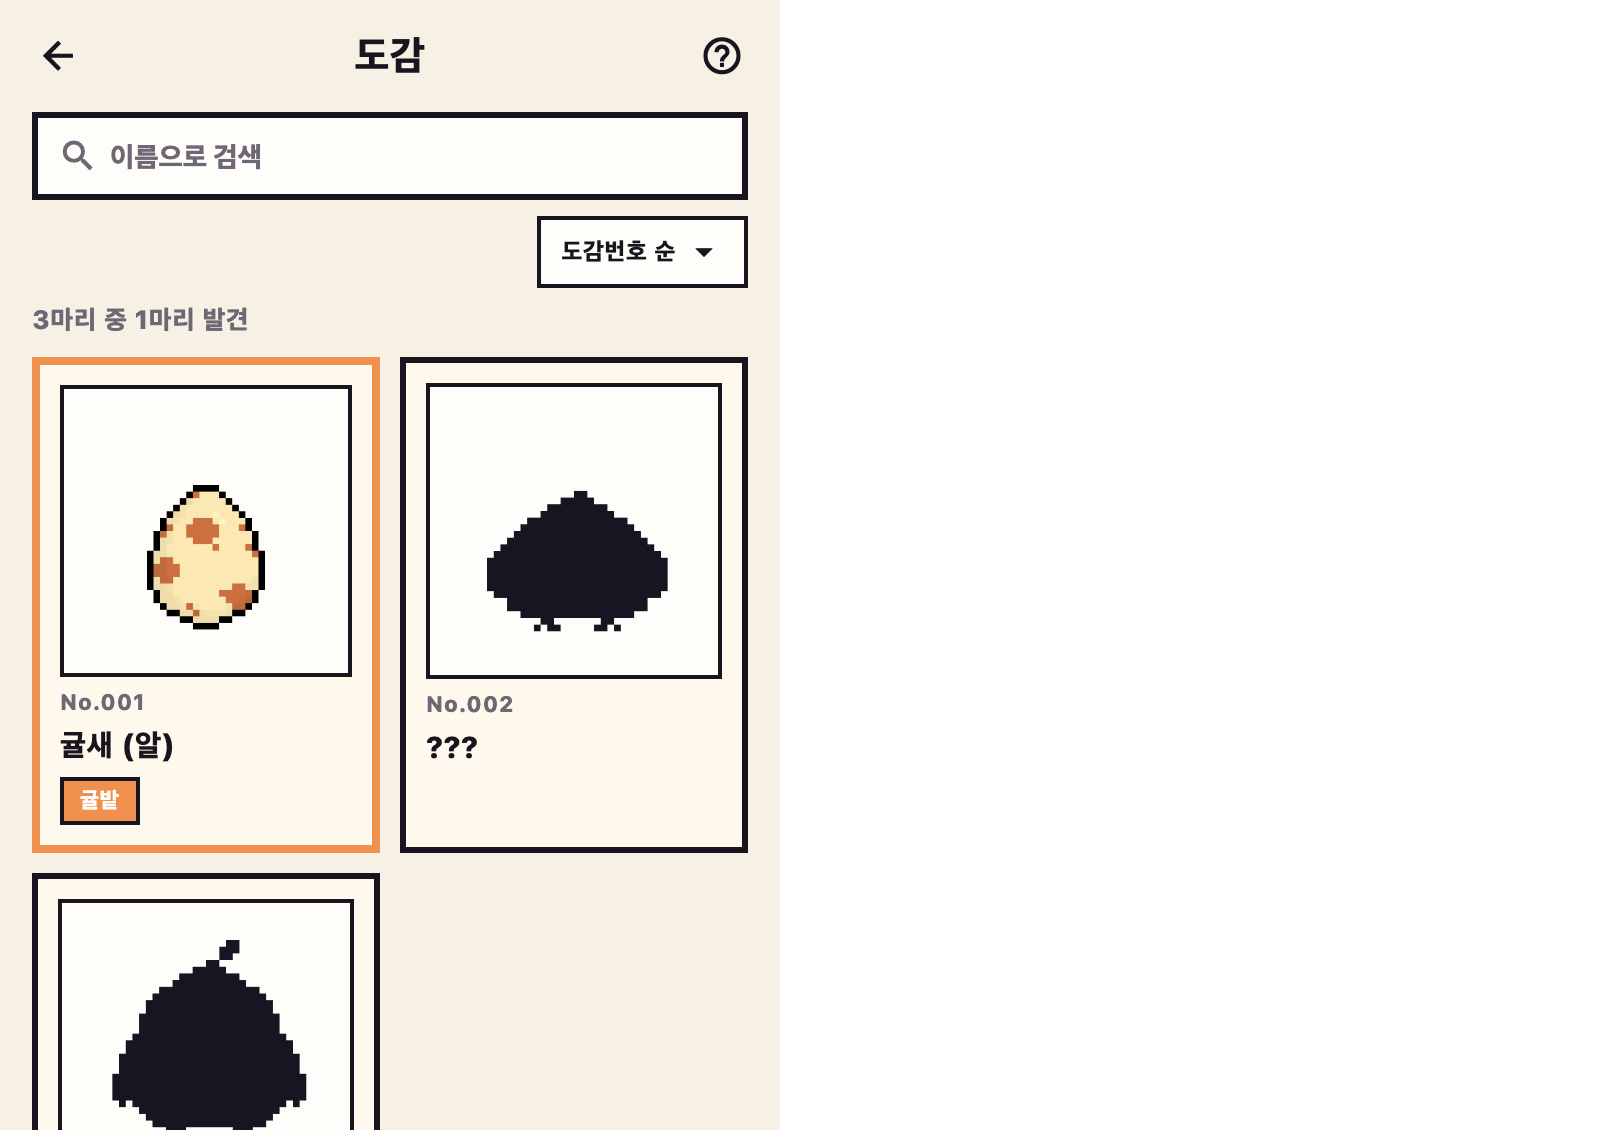 도감
이름으로 검색
도감번호 순
3마리 중 1마리 발견
No.001
귤새 (알)
귤밭
No.002
???